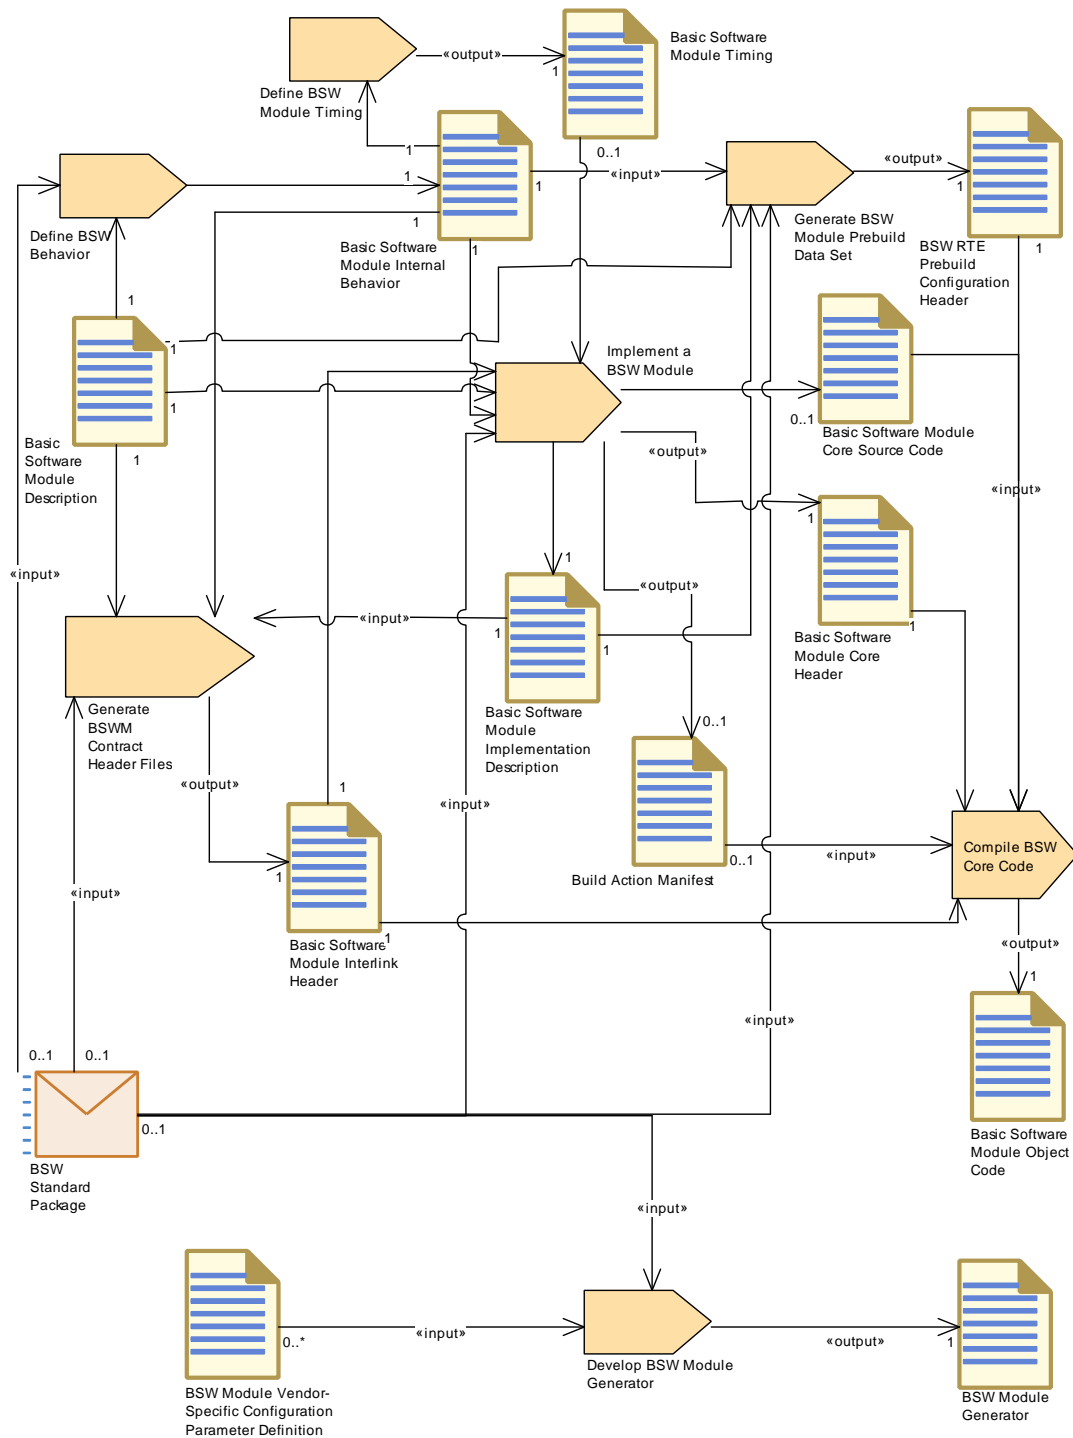 Basic Software
Module Timing
«output»
1
Define BSW
Module Timing
0..1
1
«output»
1
1
«input»
1
Define BSW
Behavior
1
Basic Software
Module Internal
Behavior
Generate BSW
Module Prebuild
Data Set
1
BSW RTE
Prebuild
Configuration
Header
1
1
1
Implement a
BSW Module
0..1
Basic Software Module
Core Source Code
Basic
Software
Module
Description
1
«output»
«input»
1
«input»
1
«output»
«input»
1
1
Basic Software
Module Core
Header
1
Generate
BSWM
Contract
Header Files
Basic Software
Module
Implementation
Description
0..1
«output»
1
«input»
Compile BSW
Core Code
1
0..1
«input»
Build Action Manifest
«input»
1
Basic Software
Module Interlink
Header
«output»
1
«input»
0..1
0..1
0..1
Basic Software
Module Object
Code
BSW
Standard
Package
«input»
0..*
«input»
«output»
1
Develop BSW Module
Generator
BSW Module Vendor-
Specific Configuration
Parameter Definition
BSW Module
Generator